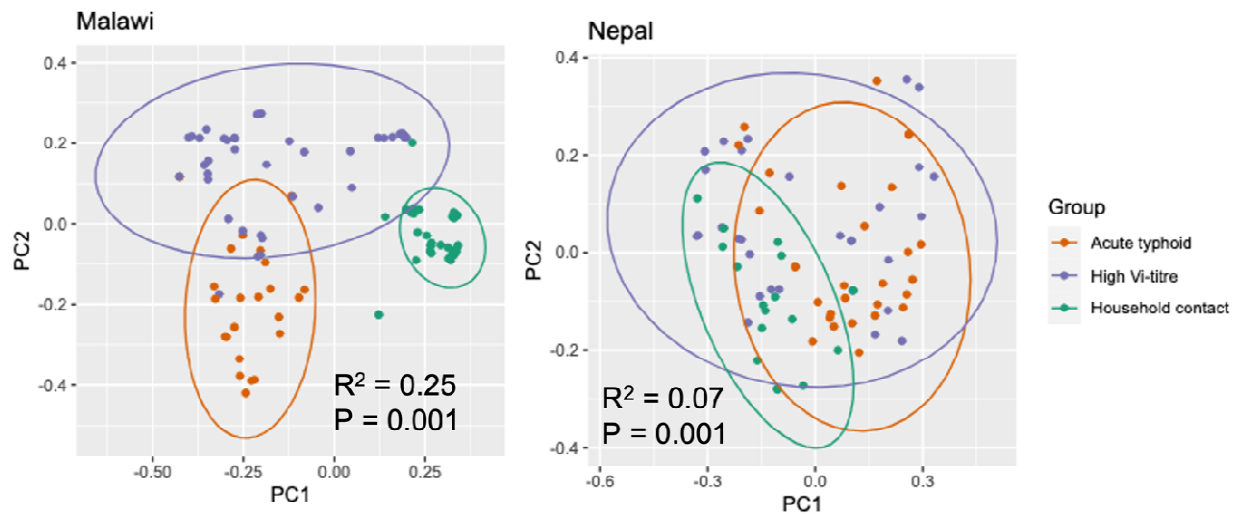 Malawi
0.4
0.2
0.0
-0.2
-0.4
PC2
-0.50
-0.25
0.00
0.25
PC1
R² = 0.25
P = 0.001
Nepal
0.4
0.2
0.0
-0.2
-0.4
PC2
-0.6
-0.3
0.0
0.3
PC1
R² = 0.07
P = 0.001
Group
Acute typhoid
High Vi-titre
Household contact